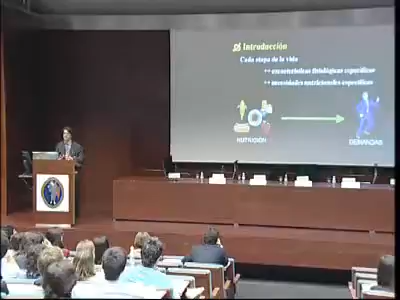 Introducción
Cada etapa de la vida
↔ características fisiológicas específicas
↔ necesidades nutricionales específicas
NUTRICIÓN
DEMANDAS